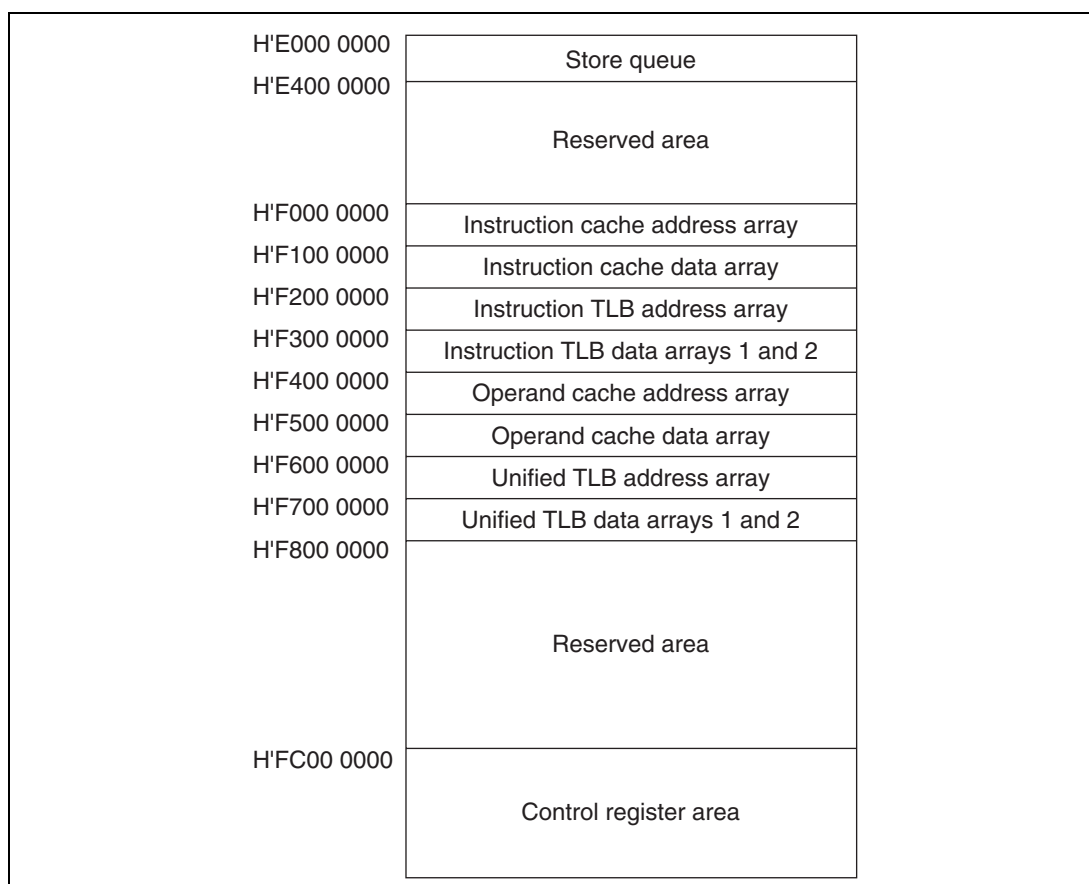 H'E000 0000
Store queue
H'E400 0000
Reserved area
H'F000 0000
Instruction cache address array
H'F100 0000
Instruction cache data array
H'F200 0000
Instruction TLB address array
H'F300 0000
Instruction TLB data arrays 1 and 2
H'F400 0000
Operand cache address array
H'F500 0000
Operand cache data array
H'F600 0000
Unified TLB address array
H'F700 0000
Unified TLB data arrays 1 and 2
H'F800 0000
Reserved area
H'FC00 0000
Control register area